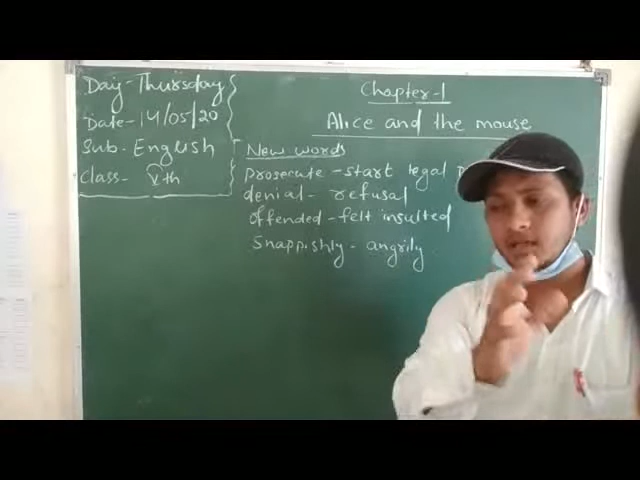 Day-Thursday
Date-14/05/20
Sub-English
Class- Vth
Chapter-1
Alice and the mouse
New words
prosecute-start legal
denial-refusal
offended-felt insulted
Snappishly-angrily